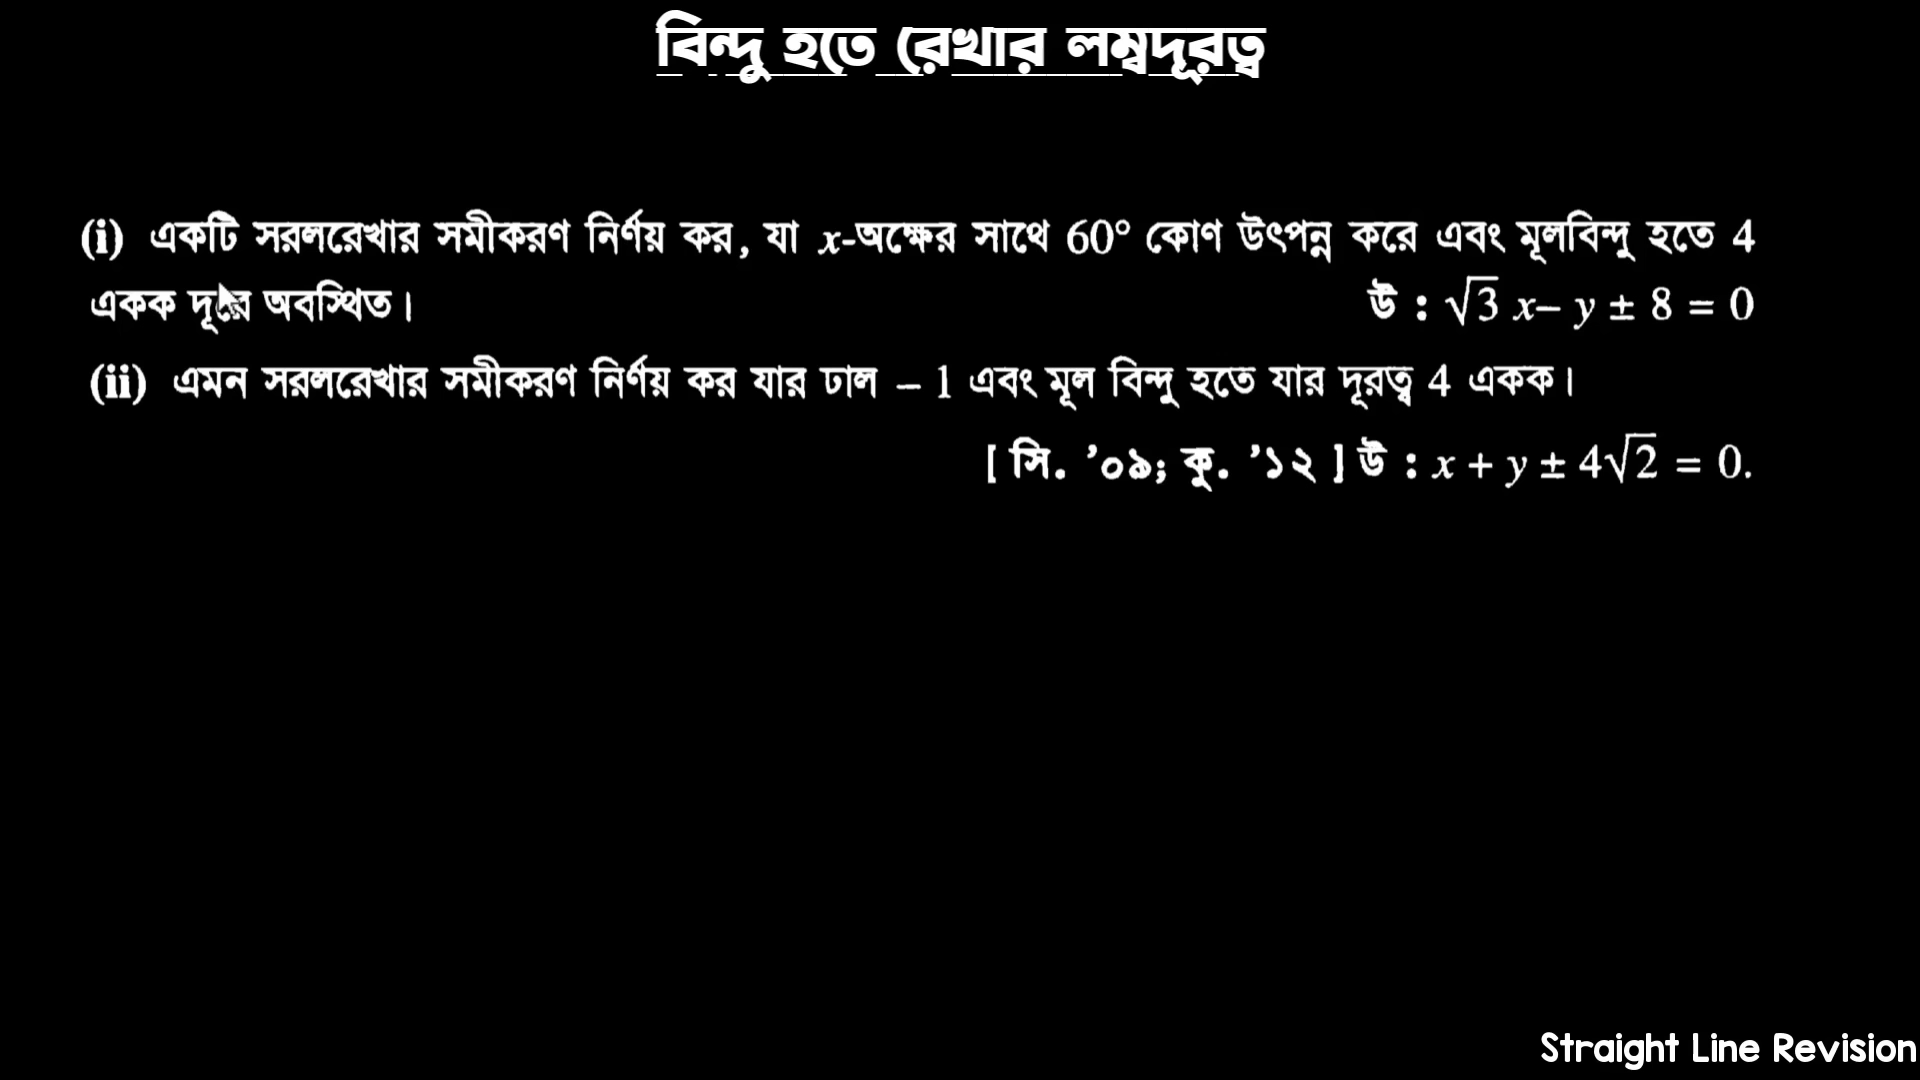 বিন্দু হতে রেখার লম্বদূরত্ব
(i) একটি সরলরেখার সমীকরণ নির্ণয় কর, যা x-অক্ষের সাথে 60° কোণ উৎপন্ন করে এবং মূলবিন্দু হতে 4
একক দূরে অবস্থিত। উ : √3 x– y ± 8 = 0
(ii) এমন সরলরেখার সমীকরণ নির্ণয় কর যার ঢাল – 1 এবং মূল বিন্দু হতে যার দূরত্ব 4 একক।
[ সি. ’০৯; কু. ’১২ ] উ : x + y ± 4√2 = 0.
Straight Line Revision